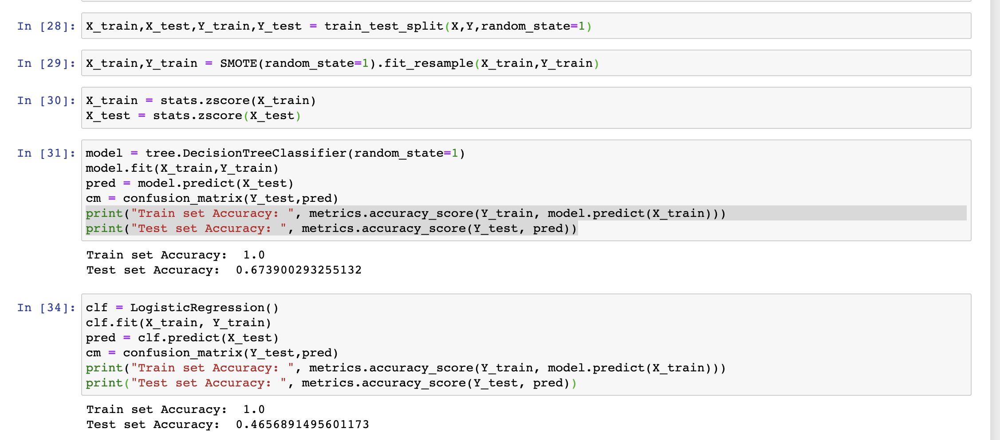 In [28]: X_train,X_test,Y_train,Y_test = train_test_split(X,Y,random_state=1)
In [29]: X_train,Y_train = SMOTE(random_state=1).fit_resample(X_train,Y_train)
In [30]: X_train = stats.zscore(X_train)
X_test = stats.zscore(X_test)
In [31]: model = tree.DecisionTreeClassifier(random_state=1)
model.fit(X_train,Y_train)
pred = model.predict(X_test)
cm = confusion_matrix(Y_test,pred)
print("Train set Accuracy: ", metrics.accuracy_score(Y_train, model.predict(X_train)))
print("Test set Accuracy: ", metrics.accuracy_score(Y_test, pred))
Train set Accuracy:  1.0
Test set Accuracy:  0.673900293255132
In [34]: clf = LogisticRegression()
clf.fit(X_train, Y_train)
pred = clf.predict(X_test)
cm = confusion_matrix(Y_test,pred)
print("Train set Accuracy: ", metrics.accuracy_score(Y_train, model.predict(X_train)))
print("Test set Accuracy: ", metrics.accuracy_score(Y_test, pred))
Train set Accuracy:  1.0
Test set Accuracy:  0.4656891495601173